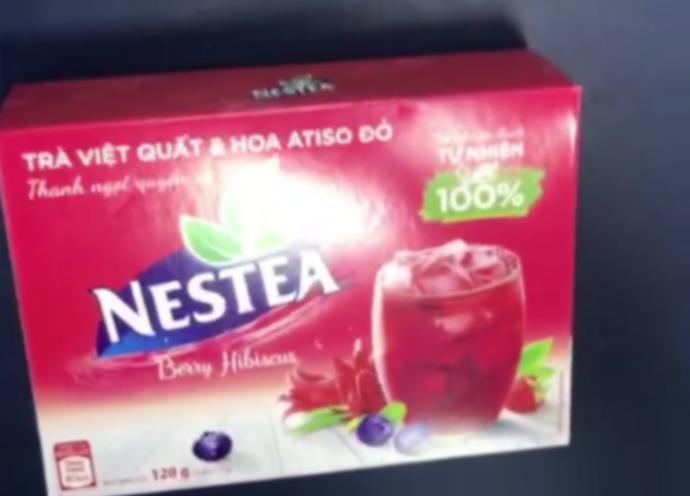 NESTEA
TRÀ VIỆT QUẤT & HOA ATISO ĐỎ
Thanh ngọt quyến
TỰ NHIÊN
100%
NESTEA
Berry Hibiscus
128 g